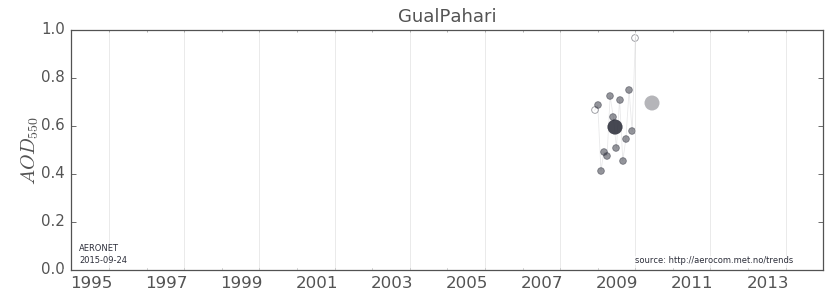 GualPahari
1.0
0.8
0.6
0.4
0.2
0.0
AOD550
AERONET
2015-09-24
source: http://aerocom.met.no/trends
1995 1997 1999 2001 2003 2005 2007 2009 2011 2013